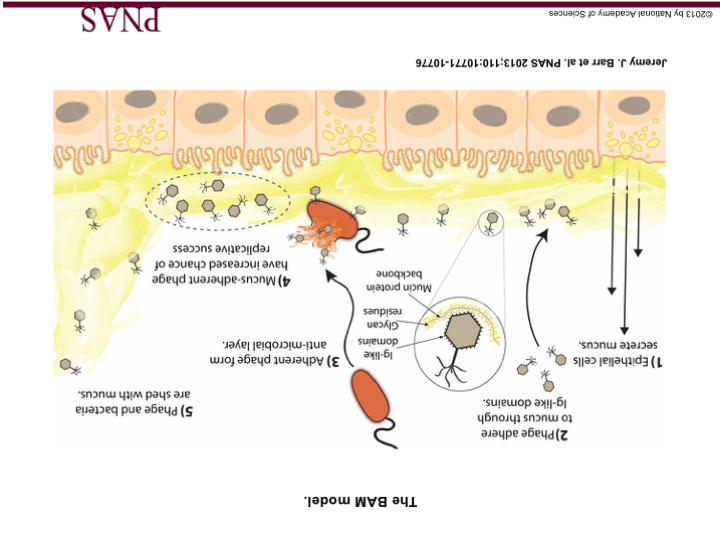 The BAM model.
1) Epithelial cells
secrete mucus.
2) Phage adhere
to mucus through
Ig-like domains.
Ig-like
domains
Glycan
residues
Mucin protein
backbone
3) Adherent phage form
anti-microbial layer.
4) Mucus-adherent phage
have increased chance of
replicative success
5) Phage and bacteria
are shed with mucus.
Jeremy J. Barr et al. PNAS 2013;110:10771-10776
©2013 by National Academy of Sciences
PNAS